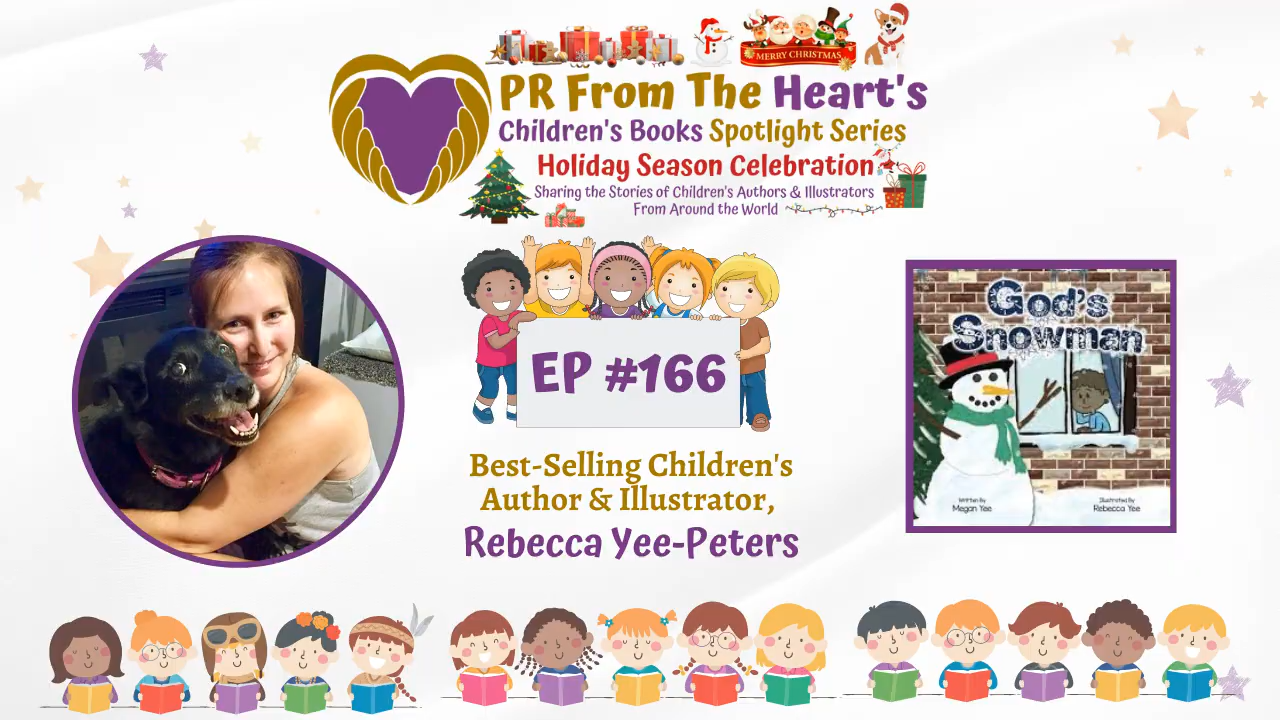 MERRY CHRISTMAS
PR From The Heart's
Children's Books Spotlight Series
Holiday Season Celebration
Sharing the Stories of Children's Authors & Illustrators
From Around the World
EP #166
Best-Selling Children's
Author & Illustrator,
Rebecca Yee-Peters
God's
Snowman
Written By
Megan Yee
Illustrated By
Rebecca Yee